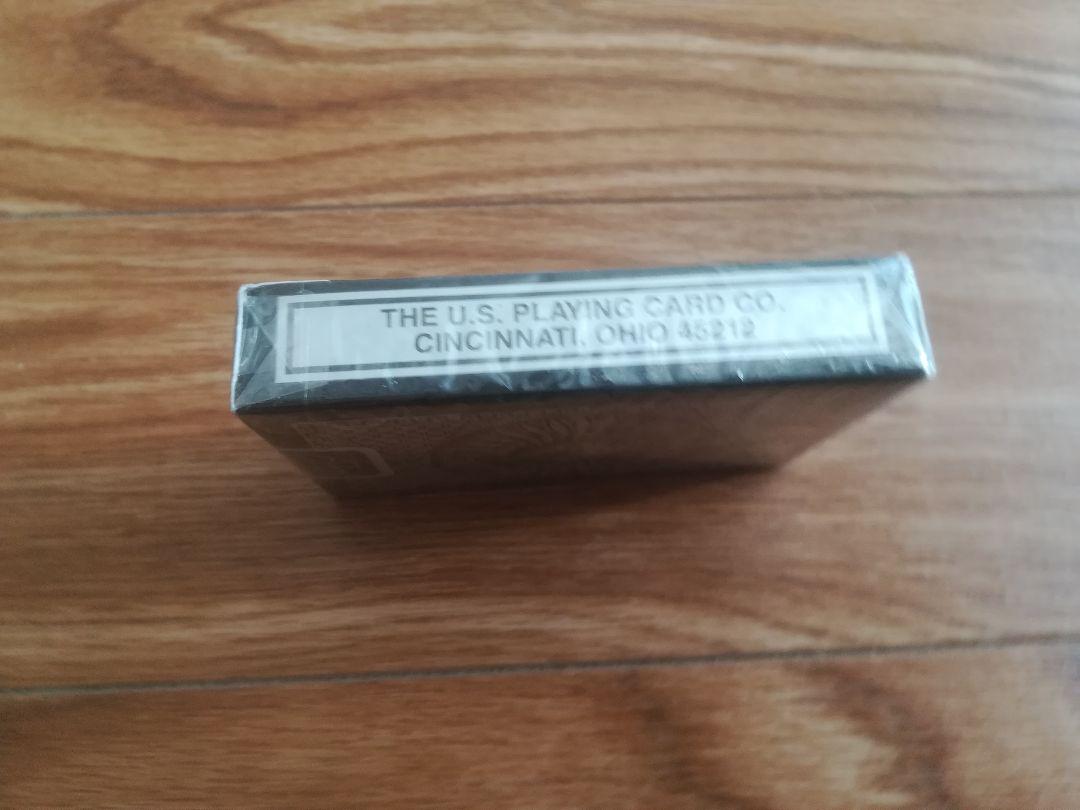 THE U.S. PLAYING CARD CO.
CINCINNATI, OHIO 45212